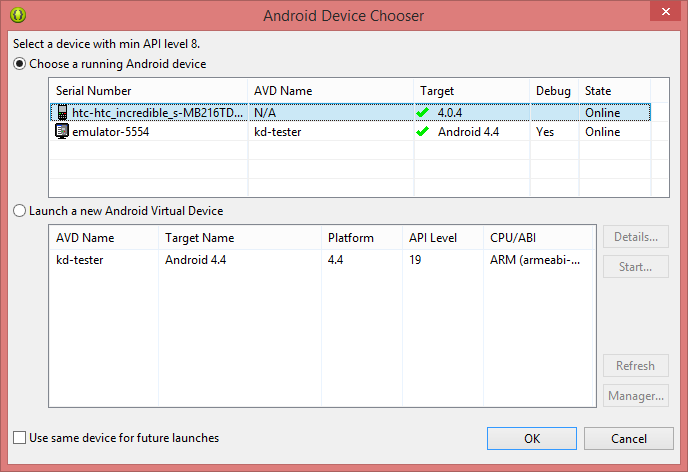 Android Device Chooser
Select a device with min API level 8.
Choose a running Android device
Serial Number AVD Name Target Debug State
htc-htc_incredible_s-MB216TD... N/A 4.0.4 Online
emulator-5554 kd-tester Android 4.4 Yes Online
Launch a new Android Virtual Device
AVD Name Target Name Platform API Level CPU/ABI
kd-tester Android 4.4 4.4 19 ARM (armeabi-...
Details...
Start...
Refresh
Manager...
Use same device for future launches
OK Cancel